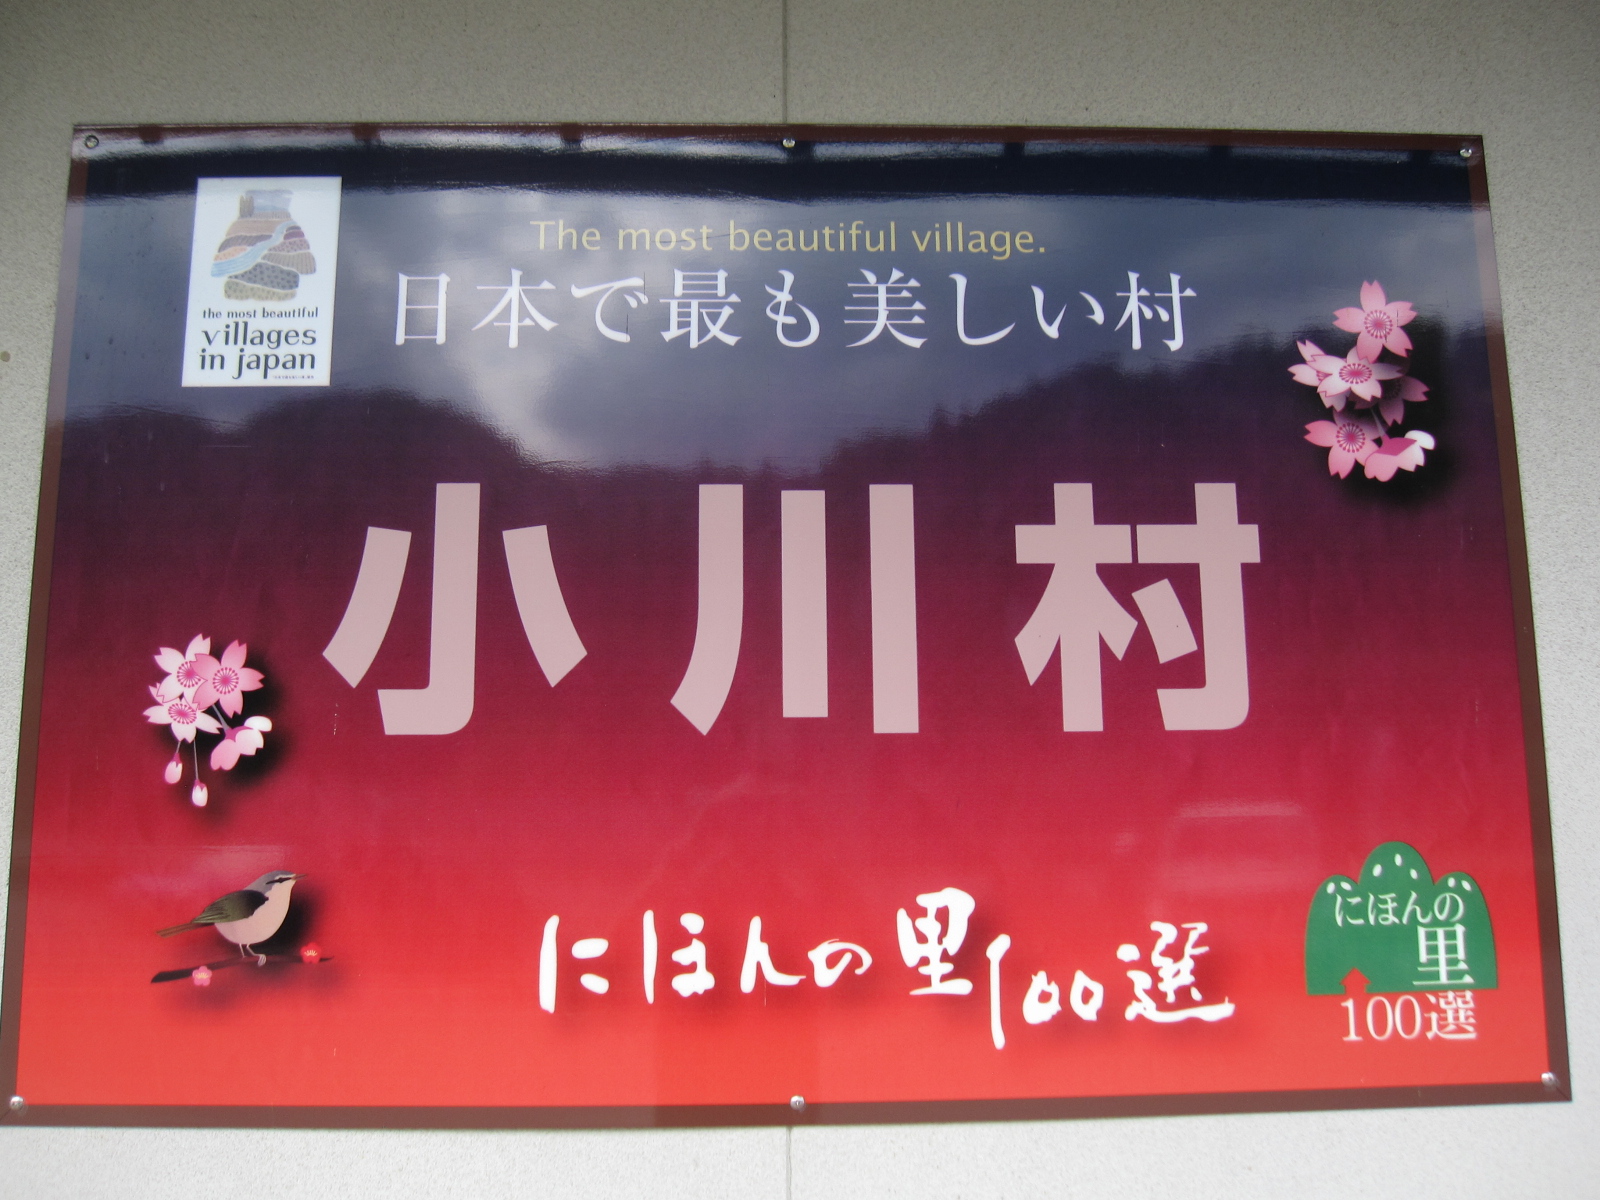 The most beautiful village.
日本で最も美しい村
the most beautiful
villages
in japan
小川村
にほんの里100選
にほんの
里
100選